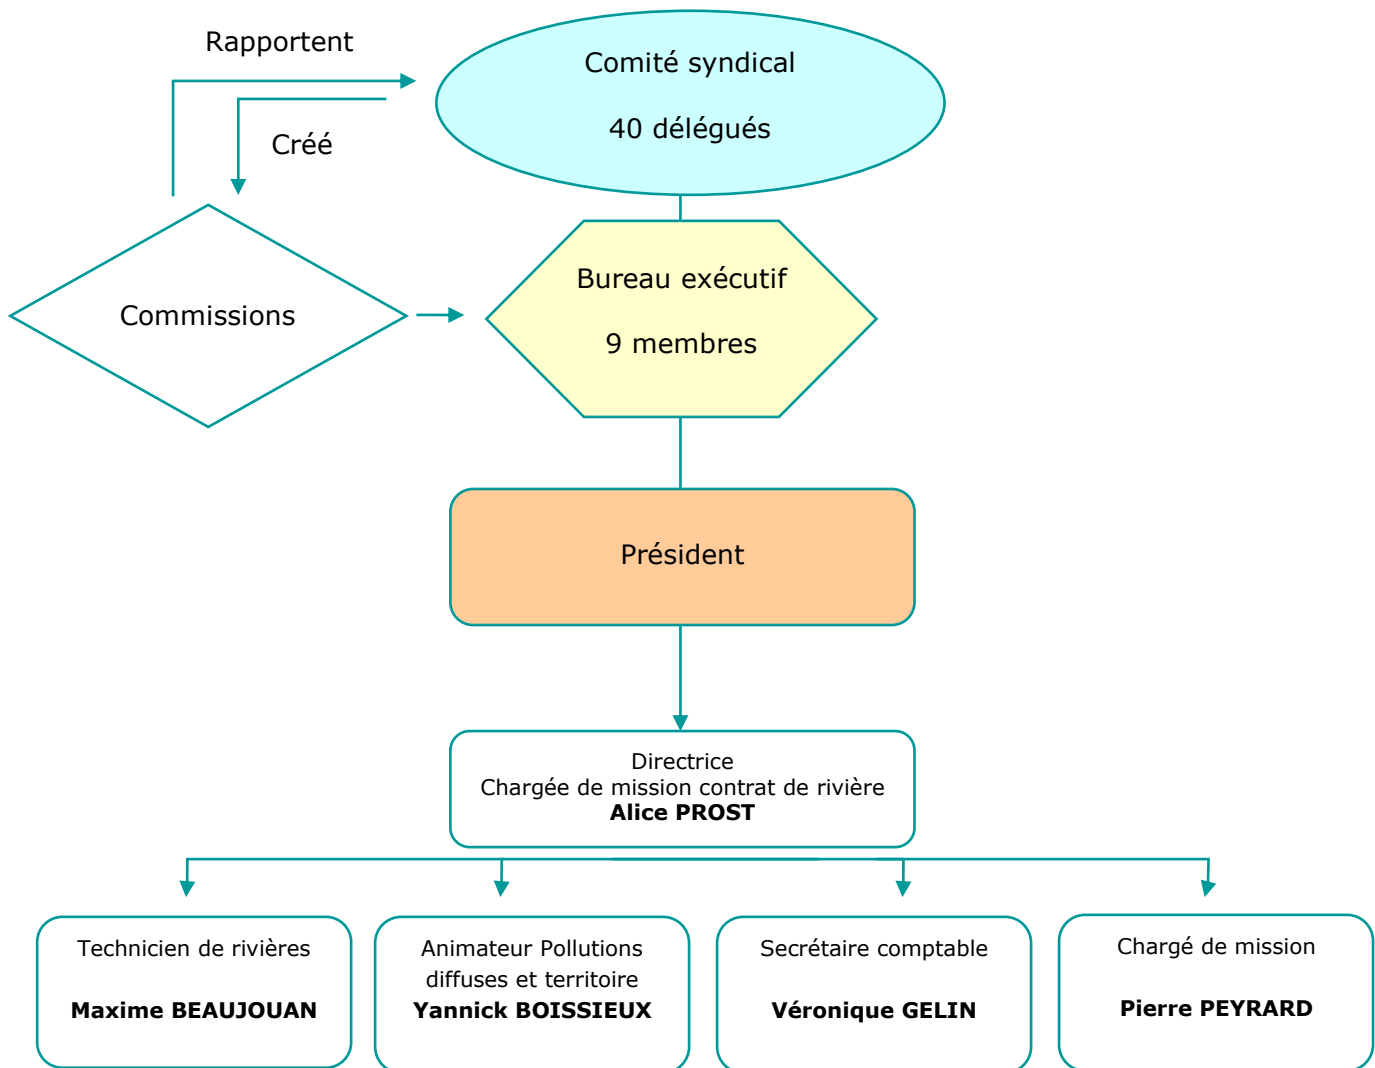 Rapportent
Comité syndical
40 délégués
Créé
Commissions
Bureau exécutif
9 membres
Président
Directrice
Chargée de mission contrat de rivière
Alice PROST
Technicien de rivières
Maxime BEAUJOUAN
Animateur Pollutions
diffuses et territoire
Yannick BOISSIEUX
Secrétaire comptable
Véronique GELIN
Chargé de mission
Pierre PEYRARD